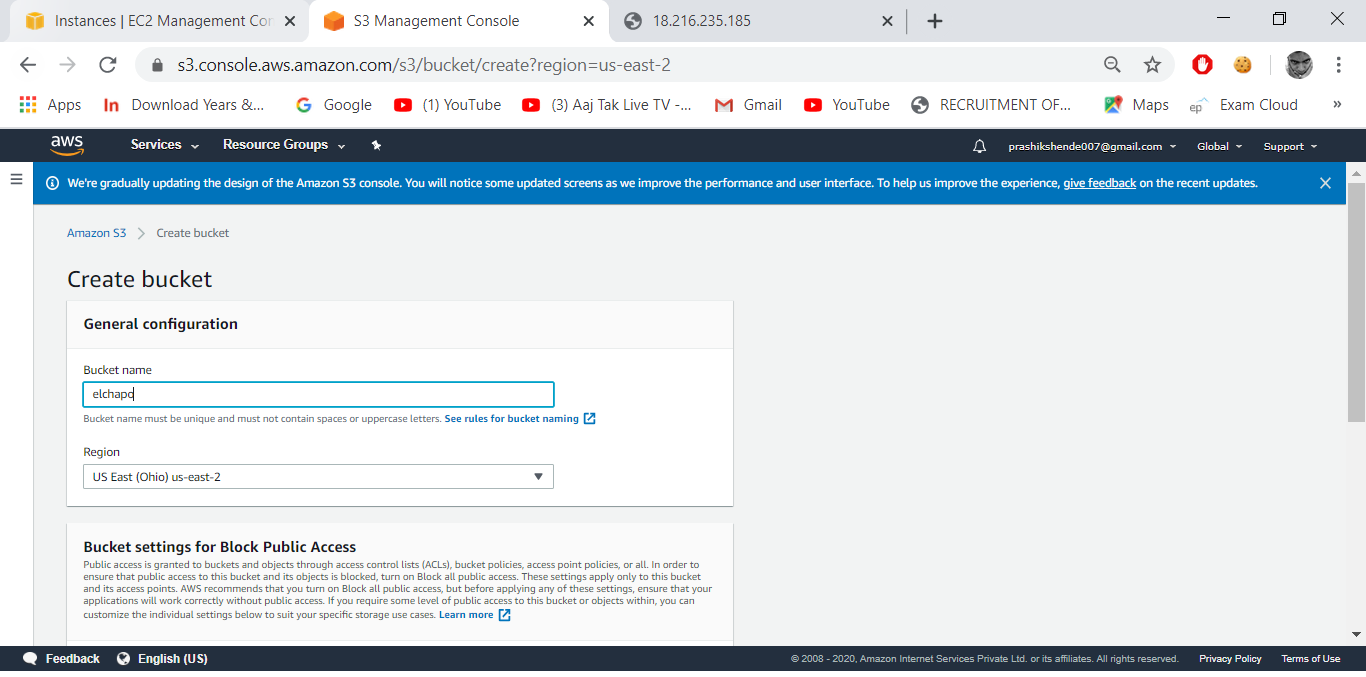 Instances | EC2 Management Con
S3 Management Console
18.216.235.185
s3.console.aws.amazon.com/s3/bucket/create?region=us-east-2
Apps
In Download Years &...
G Google
(1) YouTube
(3) Aaj Tak Live TV -...
M Gmail
YouTube
RECRUITMENT OF...
Maps
ep Exam Cloud
»
aws
Services
Resource Groups
prashikshende007@gmail.com
Global
Support
We're gradually updating the design of the Amazon S3 console. You will notice some updated screens as we improve the performance and user interface. To help us improve the experience, give feedback on the recent updates.
Amazon S3 > Create bucket
Create bucket
General configuration
Bucket name
elchapo
Bucket name must be unique and must not contain spaces or uppercase letters. See rules for bucket naming
Region
US East (Ohio) us-east-2
Bucket settings for Block Public Access
Public access is granted to buckets and objects through access control lists (ACLs), bucket policies, access point policies, or all. In order to
ensure that public access to this bucket and its objects is blocked, turn on Block all public access. These settings apply only to this bucket
and its access points. AWS recommends that you turn on Block all public access, but before applying any of these settings, ensure that your
applications will work correctly without public access. If you require some level of public access to this bucket or objects within, you can
customize the individual settings below to suit your specific storage use cases. Learn more
Feedback
English (US)
© 2008 - 2020, Amazon Internet Services Private Ltd. or its affiliates. All rights reserved.
Privacy Policy
Terms of Use